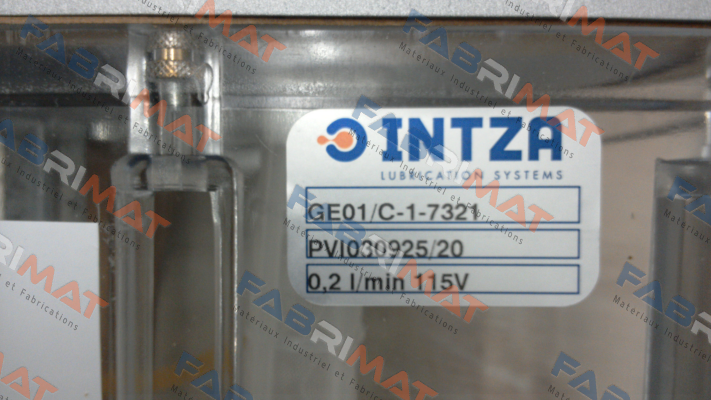 INTZA
LUBRICATION SYSTEMS
GE01/C-1-7321
PVI030925/20
0,2 l/min 115V
FABRIMAT
Materiaux Industriel et Fabrications